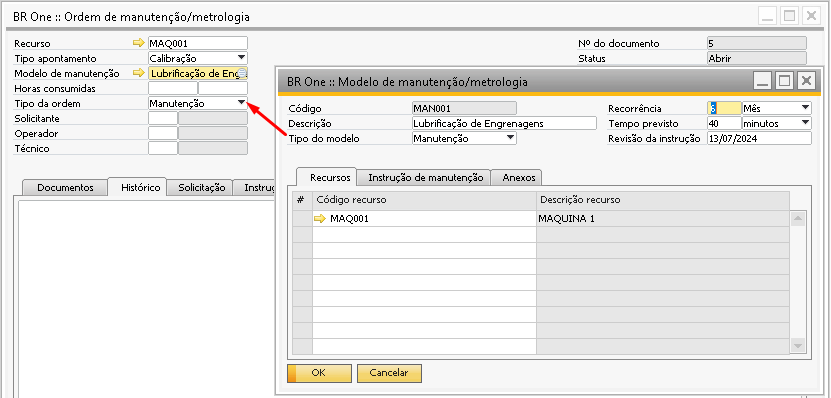 BR One :: Ordem de manutenção/metrologia
Recurso MAQ001 Nº do documento 5
Tipo apontamento Calibração Status Abrir
Modelo de manutenção Lubrificação de Engre
Horas consumidas
Tipo da ordem Manutenção
Solicitante
Operador
Técnico
Documentos Histórico Solicitação Instruç
BR One :: Modelo de manutenção/metrologia
Código MAN001 Recorrência 6 Mês
Descrição Lubrificação de Engrenagens Tempo previsto 40 minutos
Tipo do modelo Manutenção Revisão da instrução 13/07/2024
Recursos Instrução de manutenção Anexos
# Código recurso Descrição recurso
MAQ001 MAQUINA 1
OK Cancelar